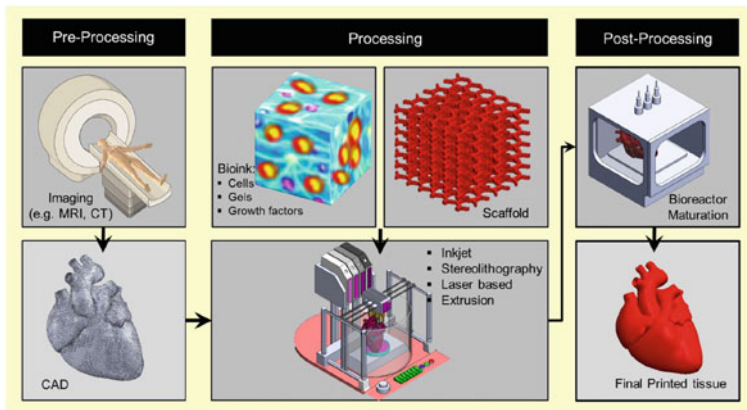 Pre-Processing
Processing
Post-Processing
Imaging
(e.g. MRI, CT)
Bioink:
▪ Cells
▪ Gels
▪ Growth factors
Scaffold
Bioreactor
Maturation
CAD
▪ Inkjet
▪ Stereolithography
▪ Laser based
▪ Extrusion
Final Printed tissue